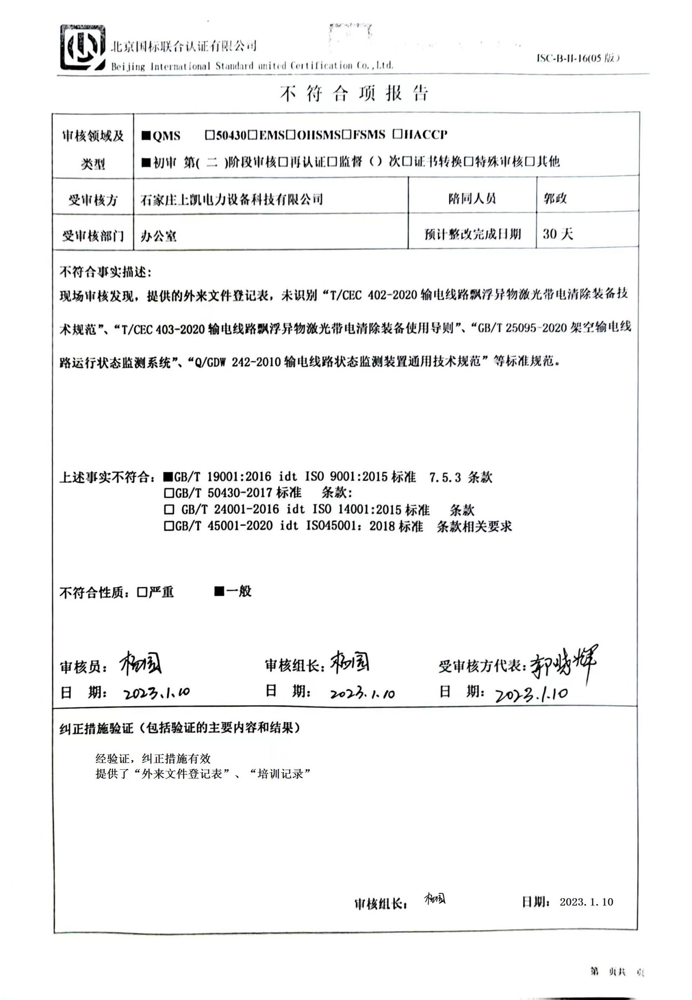 北京国标联合认证有限公司
Beijing International Standard united Certification Co.,Ltd.
ISC-B-II-16(05版)
不符合项报告
审核领域及类型
■QMS □50430□EMS□OHSMS□FSMS □HACCP
■初审 第( 二 )阶段审核□再认证□监督（）次□证书转换□特殊审核□其他
受审核方 石家庄上凯电力设备科技有限公司 陪同人员 郭政
受审核部门 办公室 预计整改完成日期 30 天
不符合事实描述：
现场审核发现，提供的外来文件登记表，未识别“T/CEC 402-2020 输电线路飘浮异物激光带电清除装备技
术规范”、“T/CEC 403-2020 输电线路飘浮异物激光带电清除装备使用导则”、“GB/T 25095-2020 架空输电线
路运行状态监测系统”、“Q/GDW 242-2010 输电线路状态监测装置通用技术规范”等标准规范。
上述事实不符合：■GB/T 19001:2016 idt ISO 9001:2015 标准 7.5.3 条款
□GB/T 50430-2017 标准 条款：
□ GB/T 24001-2016 idt ISO 14001:2015 标准 条款
□GB/T 45001-2020 idt ISO45001：2018 标准 条款相关要求
不符合性质：□严重 ■一般
审核员：杨园 审核组长：杨园 受审核方代表：郭晓辉
日 期：2023.1.10 日 期：2023.1.10 日 期：2023.1.10
纠正措施验证（包括验证的主要内容和结果）
经验证，纠正措施有效
提供了“外来文件登记表”、“培训记录”
审核组长：杨园 日期：2023.1.10
第 页共 页